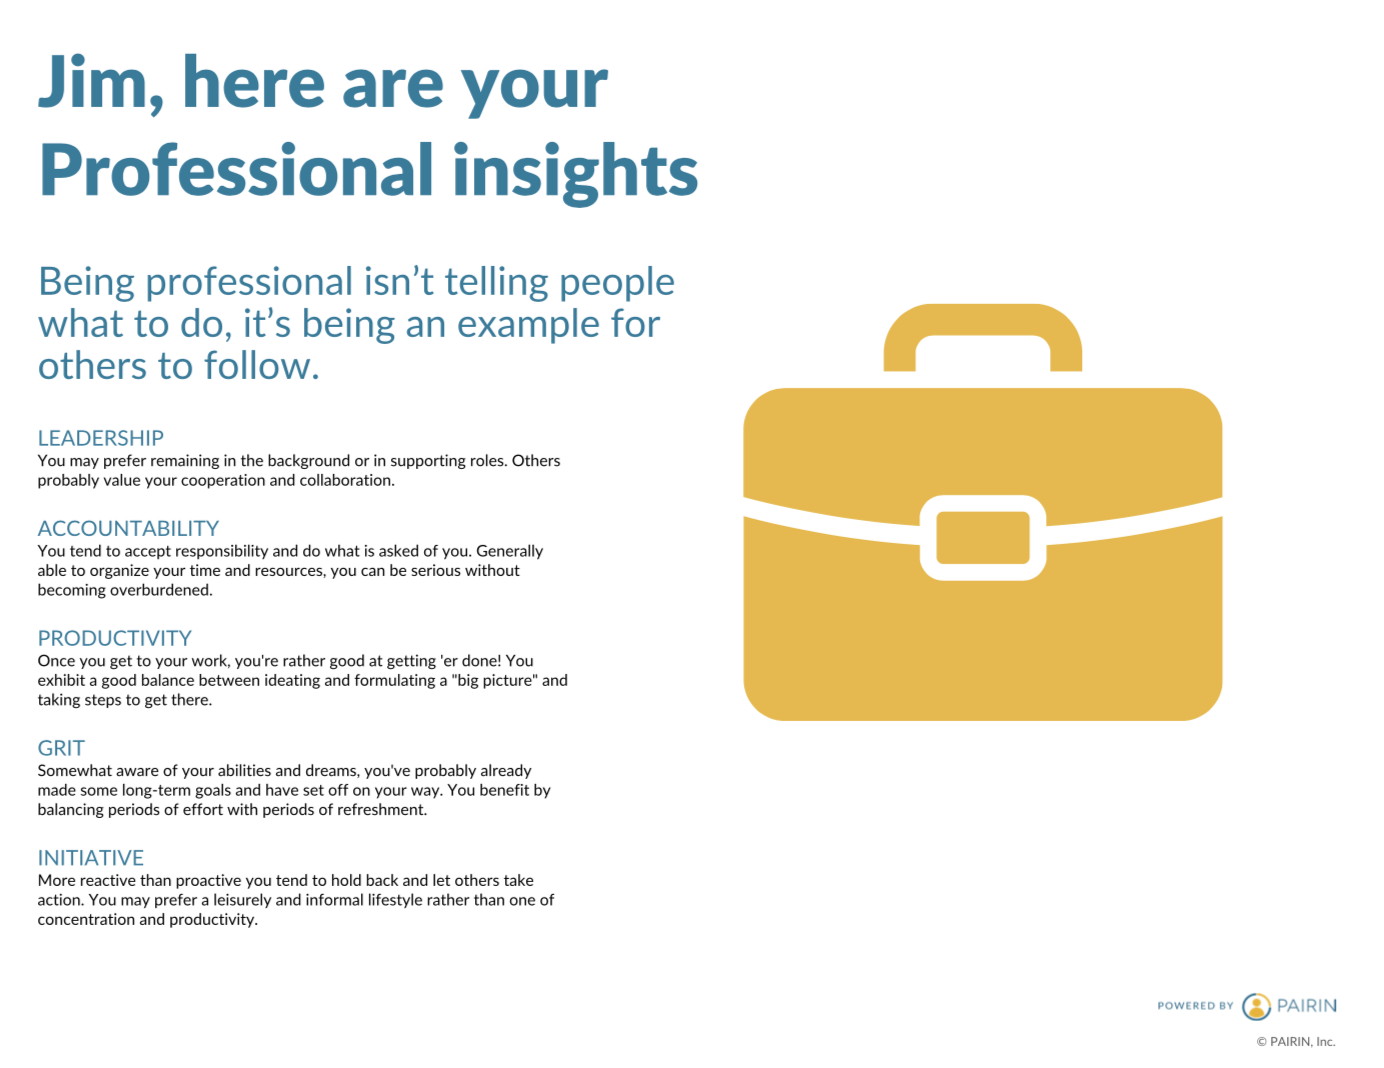 Jim, here are your
Professional insights
Being professional isn’t telling people
what to do, it’s being an example for
others to follow.
LEADERSHIP
You may prefer remaining in the background or in supporting roles. Others
probably value your cooperation and collaboration.
ACCOUNTABILITY
You tend to accept responsibility and do what is asked of you. Generally
able to organize your time and resources, you can be serious without
becoming overburdened.
PRODUCTIVITY
Once you get to your work, you're rather good at getting 'er done! You
exhibit a good balance between ideating and formulating a "big picture" and
taking steps to get there.
GRIT
Somewhat aware of your abilities and dreams, you've probably already
made some long-term goals and have set off on your way. You benefit by
balancing periods of effort with periods of refreshment.
INITIATIVE
More reactive than proactive you tend to hold back and let others take
action. You may prefer a leisurely and informal lifestyle rather than one of
concentration and productivity.
POWERED BY PAIRIN
© PAIRIN, Inc.